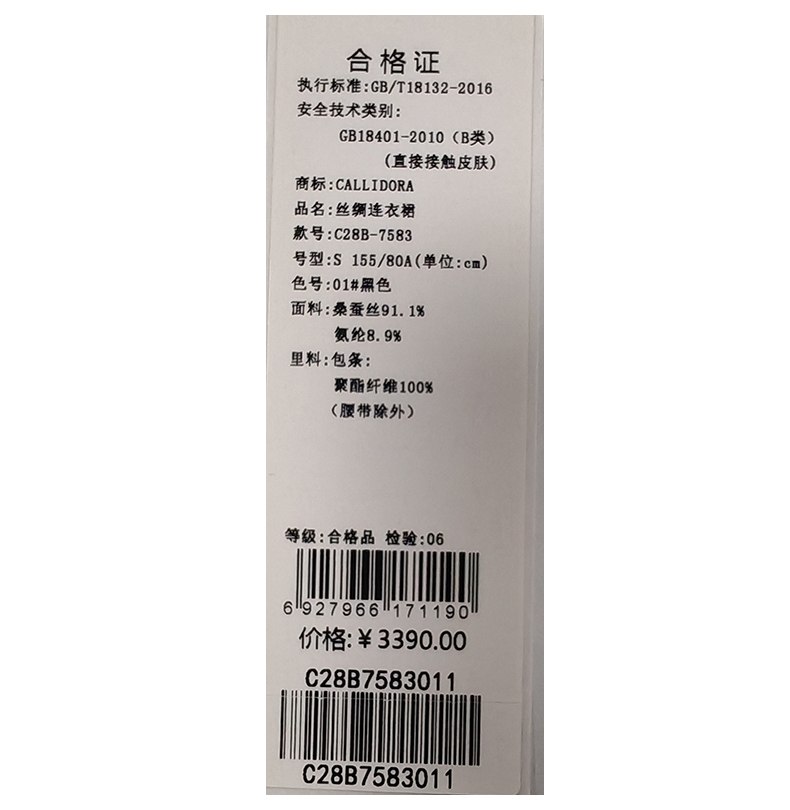 合格证
执行标准:GB/T18132-2016
安全技术类别:
GB18401-2010（B类）
(直接接触皮肤)
商标:CALLIDORA
品名:丝绸连衣裙
款号:C28B-7583
号型:S 155/80A(单位:cm)
色号:01#黑色
面料:桑蚕丝91.1%
氨纶8.9%
里料:包条:
聚酯纤维100%
（腰带除外）
等级:合格品 检验:06
6 927966 171190
价格:￥3390.00
C28B7583011
C28B7583011